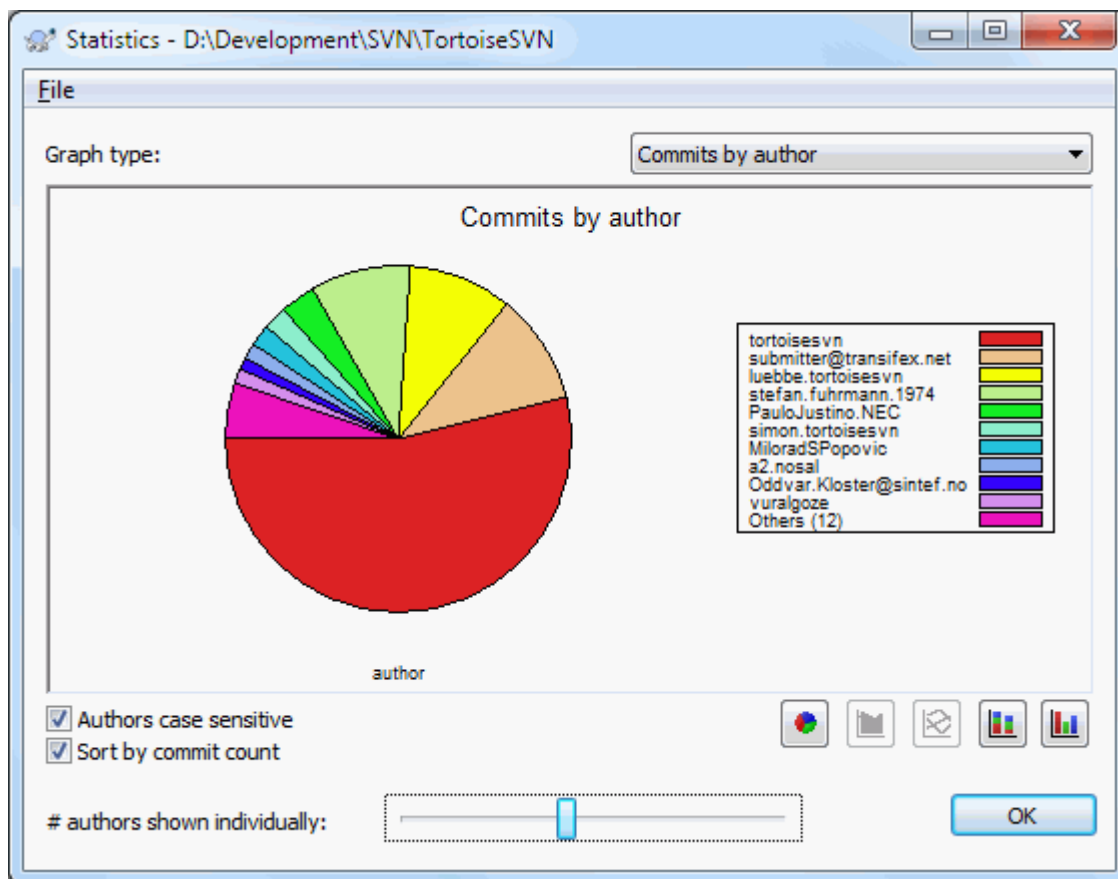 Statistics - D:\Development\SVN\TortoiseSVN
File
Graph type:
Commits by author
Commits by author
tortoisesvn
submitter@transifex.net
luebbe.tortoisesvn
stefan.fuhrmann.1974
PauloJustino.NEC
simon.tortoisesvn
MiloradSPopovic
a2.nosal
Oddvar.Kloster@sintef.no
vuralgoze
Others (12)
author
Authors case sensitive
Sort by commit count
# authors shown individually:
OK